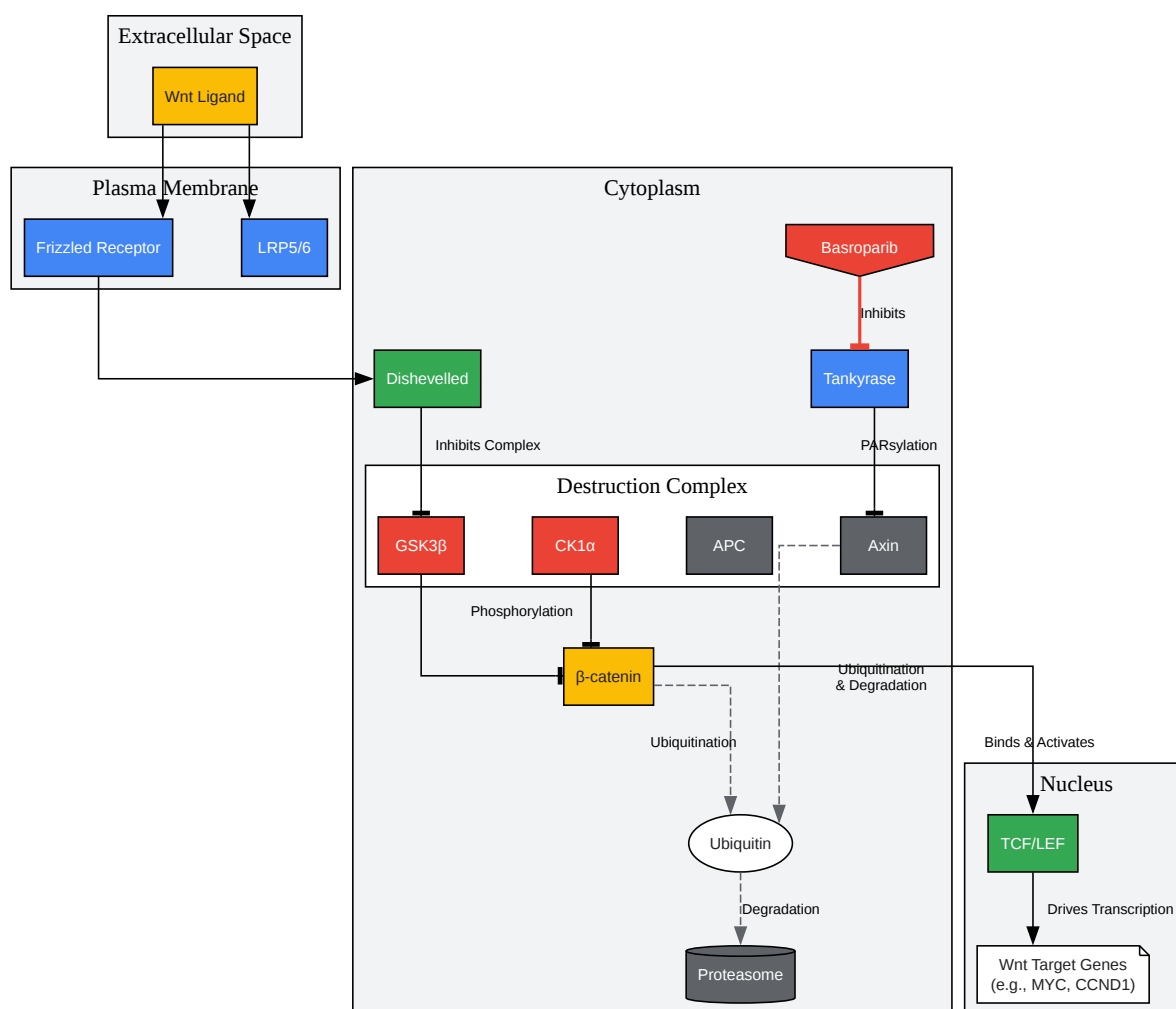 Extracellular Space
Wnt Ligand
Plasma Membrane
Cytoplasm
Frizzled Receptor
LRP5/6
Basroparib
Inhibits
Dishevelled
Tankyrase
Inhibits Complex
PARsylation
Destruction Complex
GSK3β
CK1α
APC
Axin
Phosphorylation
β-catenin
Ubiquitination
& Degradation
Ubiquitination
Binds & Activates
Nucleus
Ubiquitin
TCF/LEF
Degradation
Drives Transcription
Proteasome
Wnt Target Genes
(e.g., MYC, CCND1)